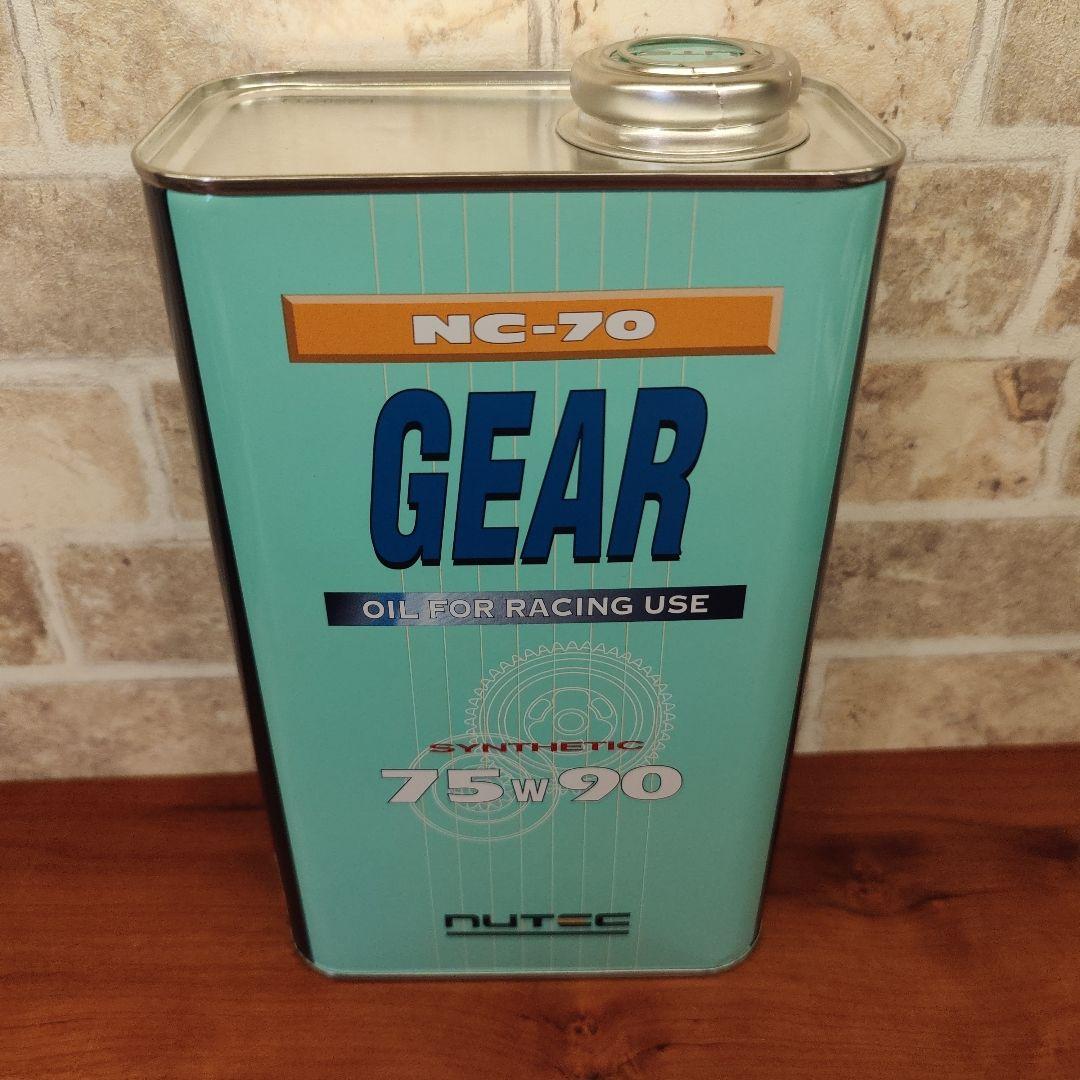 NC-70
GEAR
OIL FOR RACING USE
SYNTHETIC
75W90
NUTEC